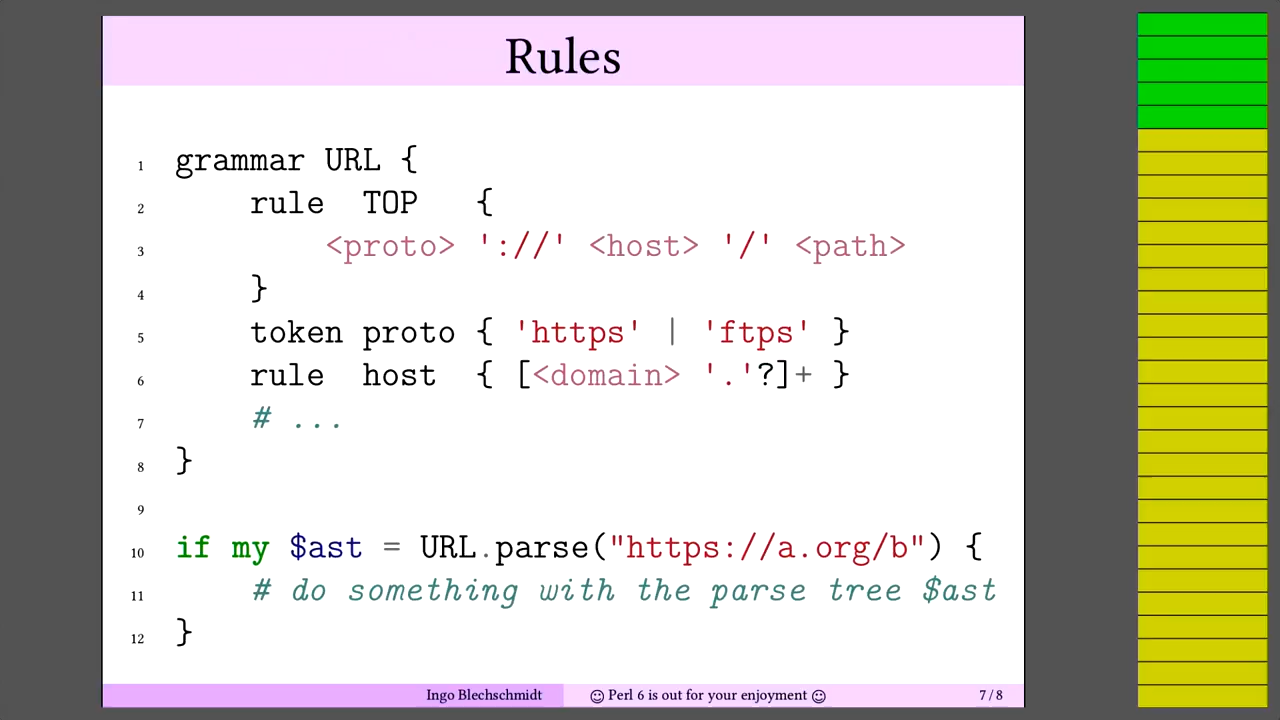 Rules
1 grammar URL {
2 rule TOP {
3 <proto> '://' <host> '/' <path>
4 }
5 token proto { 'https' | 'ftps' }
6 rule host { [<domain> '.'?]+ }
7 # ...
8 }
9
10 if my $ast = URL.parse("https://a.org/b") {
11 # do something with the parse tree $ast
12 }
Ingo Blechschmidt ☺ Perl 6 is out for your enjoyment ☺ 7 / 8